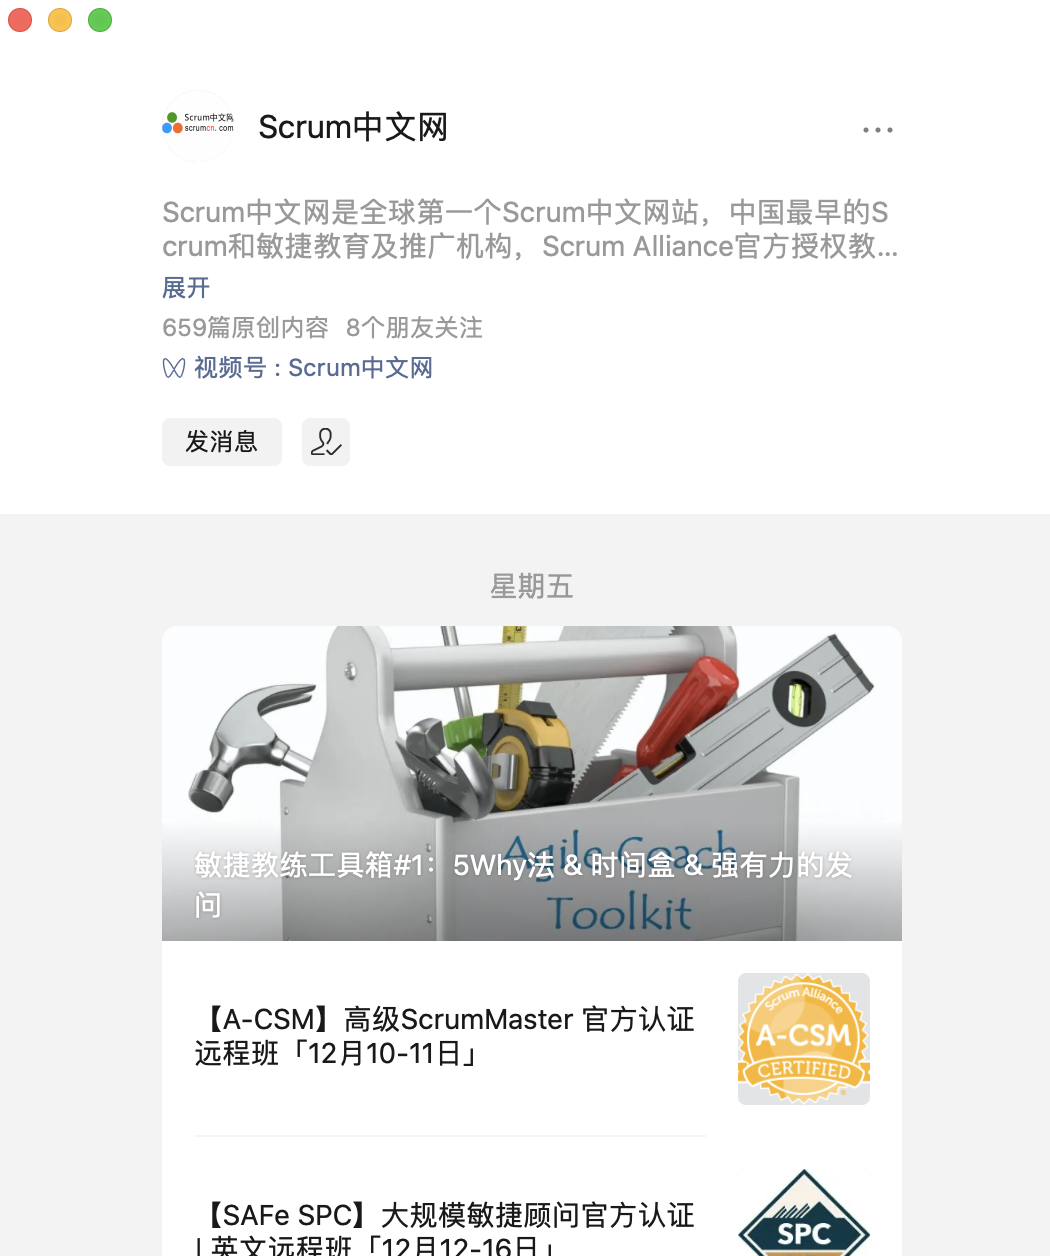 Scrum中文网
scrumcn.com
Scrum中文网
Scrum中文网是全球第一个Scrum中文网站，中国最早的S
crum和敏捷教育及推广机构，Scrum Alliance官方授权教...
展开
659篇原创内容 8个朋友关注
视频号：Scrum中文网
发消息
星期五
3
Agile Coach
Toolkit
敏捷教练工具箱#1：5Why法 & 时间盒 & 强有力的发
问
【A-CSM】高级ScrumMaster 官方认证
远程班「12月10-11日」
Scrum Alliance
A-CSM
CERTIFIED
【SAFe SPC】大规模敏捷顾问官方认证
| 英文远程班「12月12-16日」
SPC